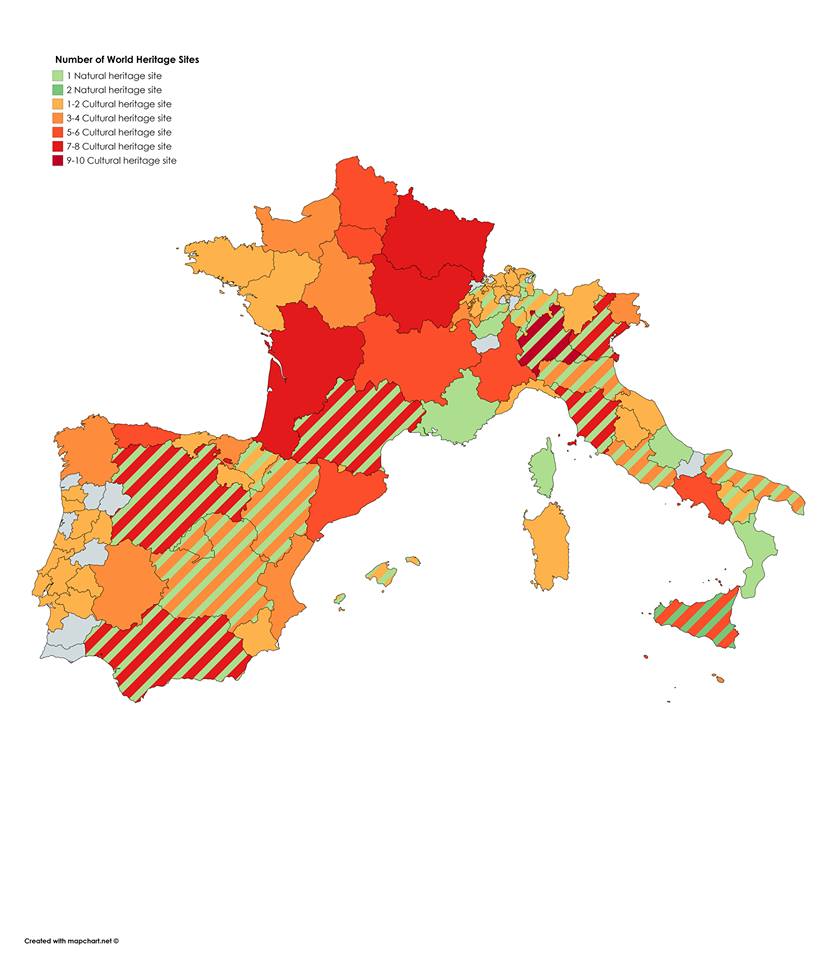 Number of World Heritage Sites
1 Natural heritage site
2 Natural heritage site
1-2 Cultural heritage site
3-4 Cultural heritage site
5-6 Cultural heritage site
7-8 Cultural heritage site
9-10 Cultural heritage site
Created with mapchart.net ©